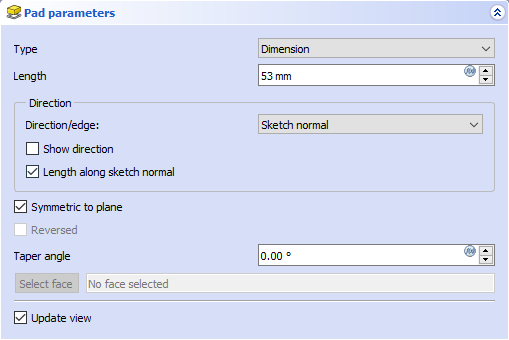 Pad parameters
Type Dimension
Length 53 mm
Direction
Direction/edge: Sketch normal
Show direction
Length along sketch normal
Symmetric to plane
Reversed
Taper angle 0.00 °
Select face No face selected
Update view